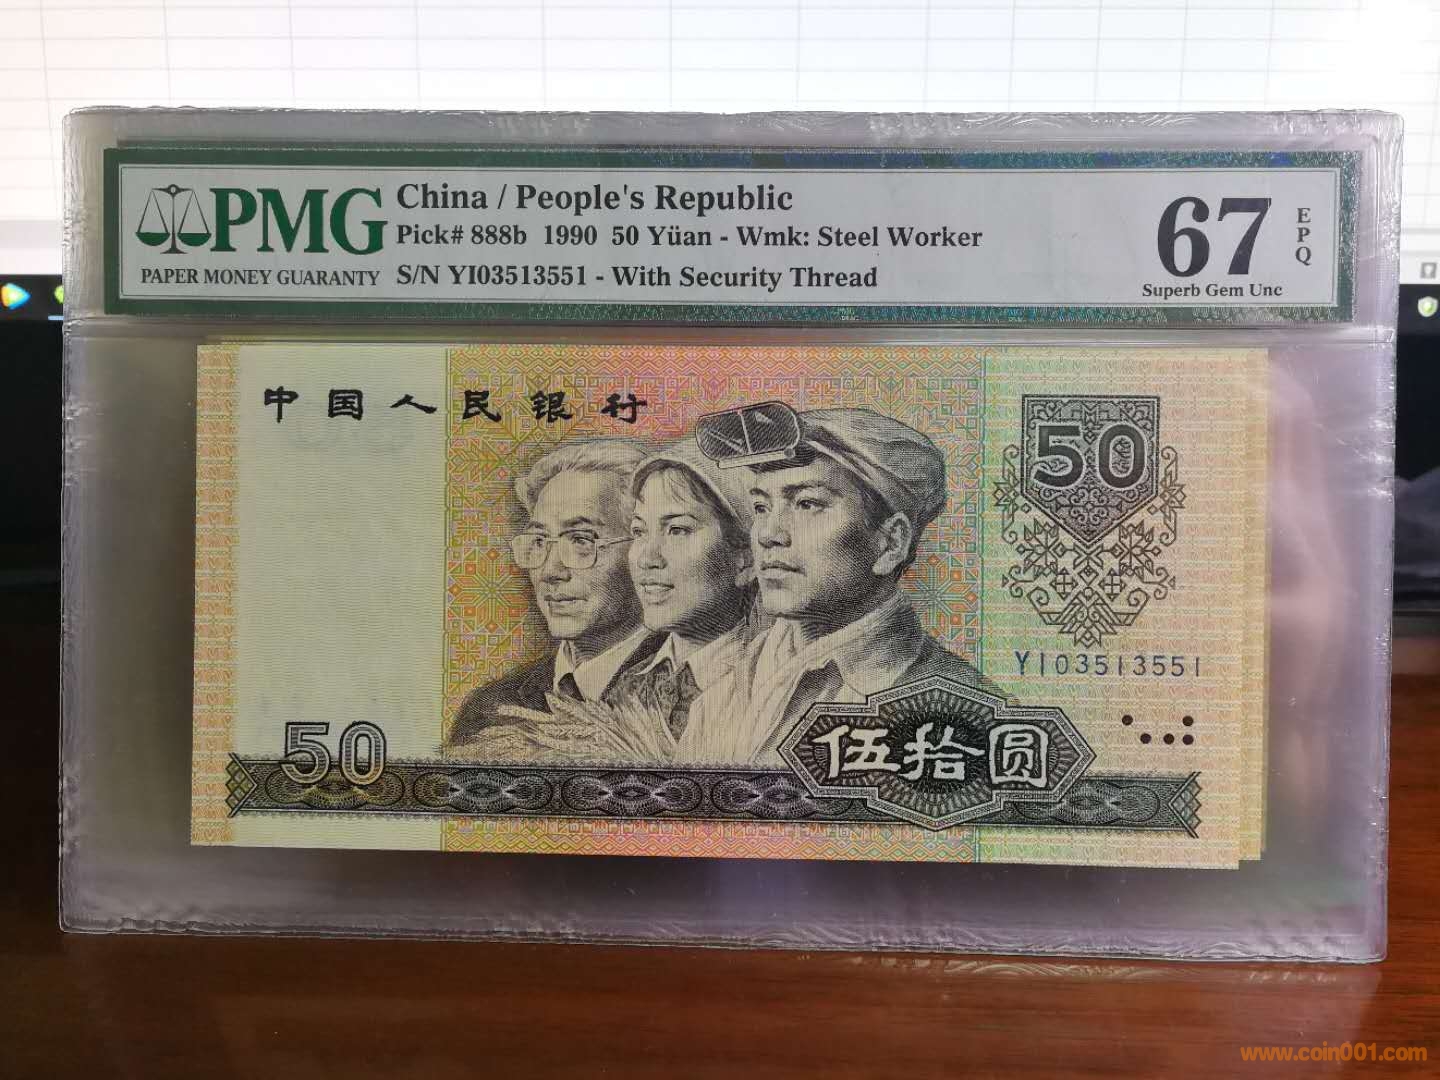 PMG
PAPER MONEY GUARANTY
China / People's Republic
Pick# 888b 1990 50 Yüan - Wmk: Steel Worker
S/N YI03513551 - With Security Thread
67
EPQ
Superb Gem Unc
中国人民银行
50
YI03513551
50
伍拾圆
www.coin001.com